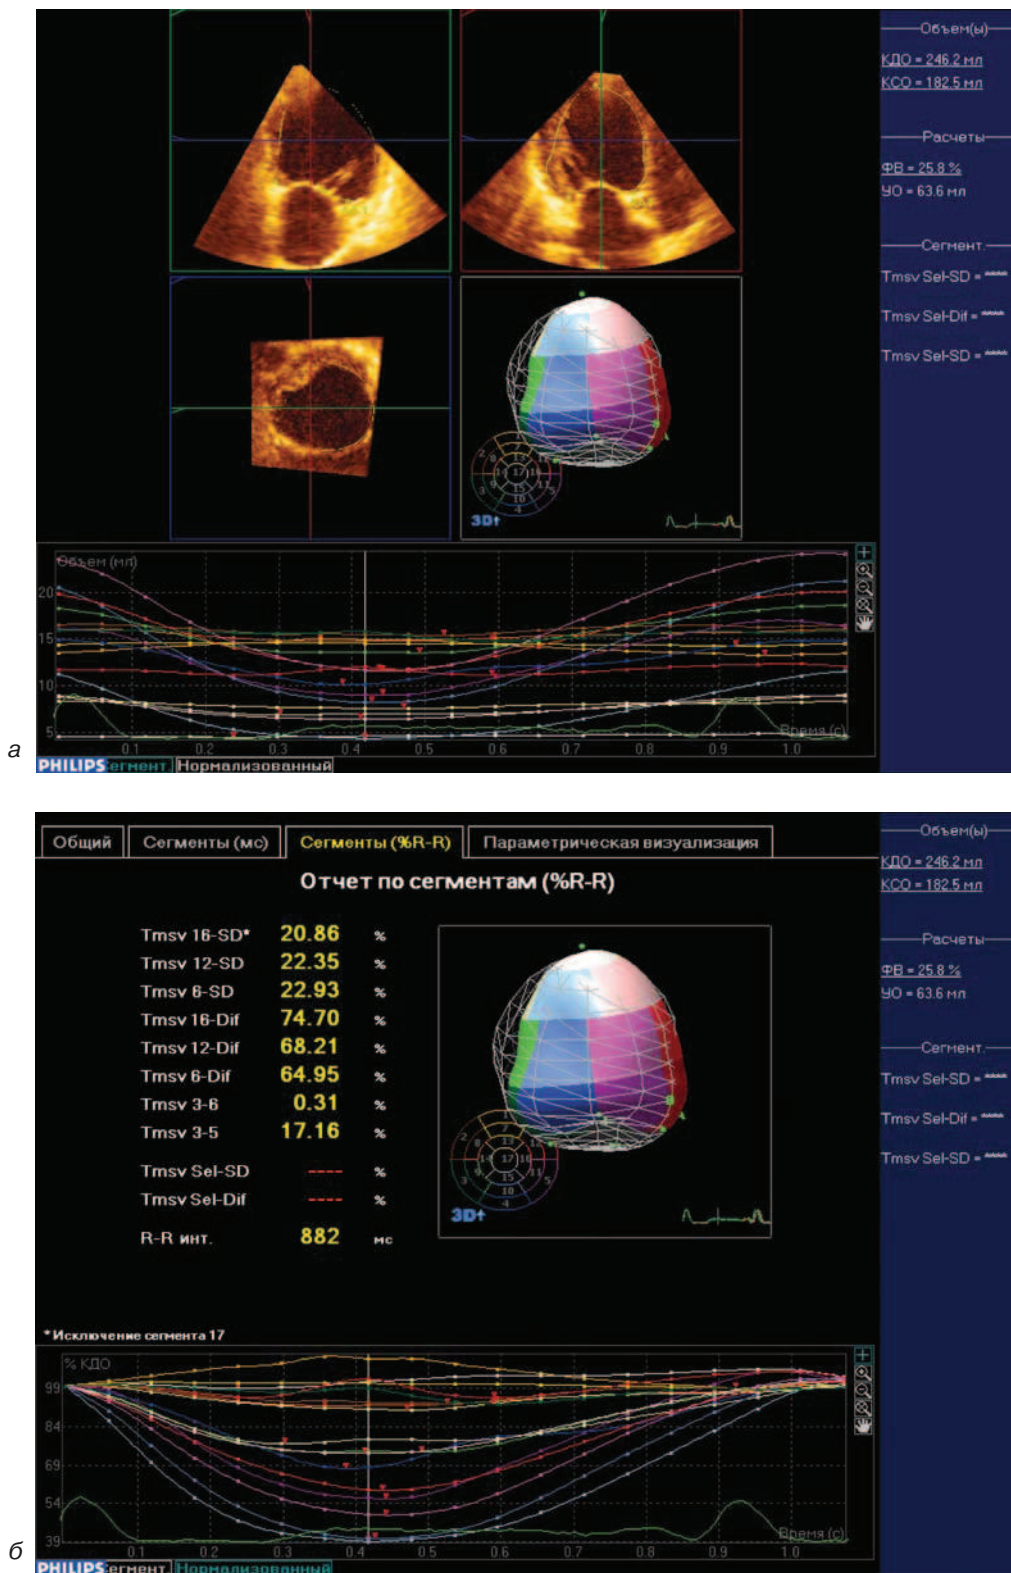 Объем(ы)
КДО = 246.2 мл
КСО = 182.5 мл
Расчеты
ФВ = 25.8 %
УО = 63.6 мл
Сегмент.
Tmsv Sel-SD = ****
Tmsv Sel-Dif = ****
Tmsv Sel-SD = ****
3D↑
Объем (мл)
20
15
10
5
0.1 0.2 0.3 0.4 0.5 0.6 0.7 0.8 0.9 1.0
Время (с)
а
PHILIPS Сегмент. Нормализованный
Общий Сегменты (мс) Сегменты (%R-R) Параметрическая визуализация
Отчет по сегментам (%R-R)
Tmsv 16-SD* 20.86 %
Tmsv 12-SD 22.35 %
Tmsv 6-SD 22.93 %
Tmsv 16-Dif 74.70 %
Tmsv 12-Dif 68.21 %
Tmsv 6-Dif 64.95 %
Tmsv 3-6 0.31 %
Tmsv 3-5 17.16 %
Tmsv Sel-SD ---- %
Tmsv Sel-Dif ---- %
R-R инт. 882 мс
3D↑
*Исключение сегмента 17
Объем(ы)
КДО = 246.2 мл
КСО = 182.5 мл
Расчеты
ФВ = 25.8 %
УО = 63.6 мл
Сегмент.
Tmsv Sel-SD = ****
Tmsv Sel-Dif = ****
Tmsv Sel-SD = ****
% КДО
99
84
69
54
39
0.1 0.2 0.3 0.4 0.5 0.6 0.7 0.8 0.9 1.0
Время (с)
б
PHILIPS Сегмент. Нормализованный